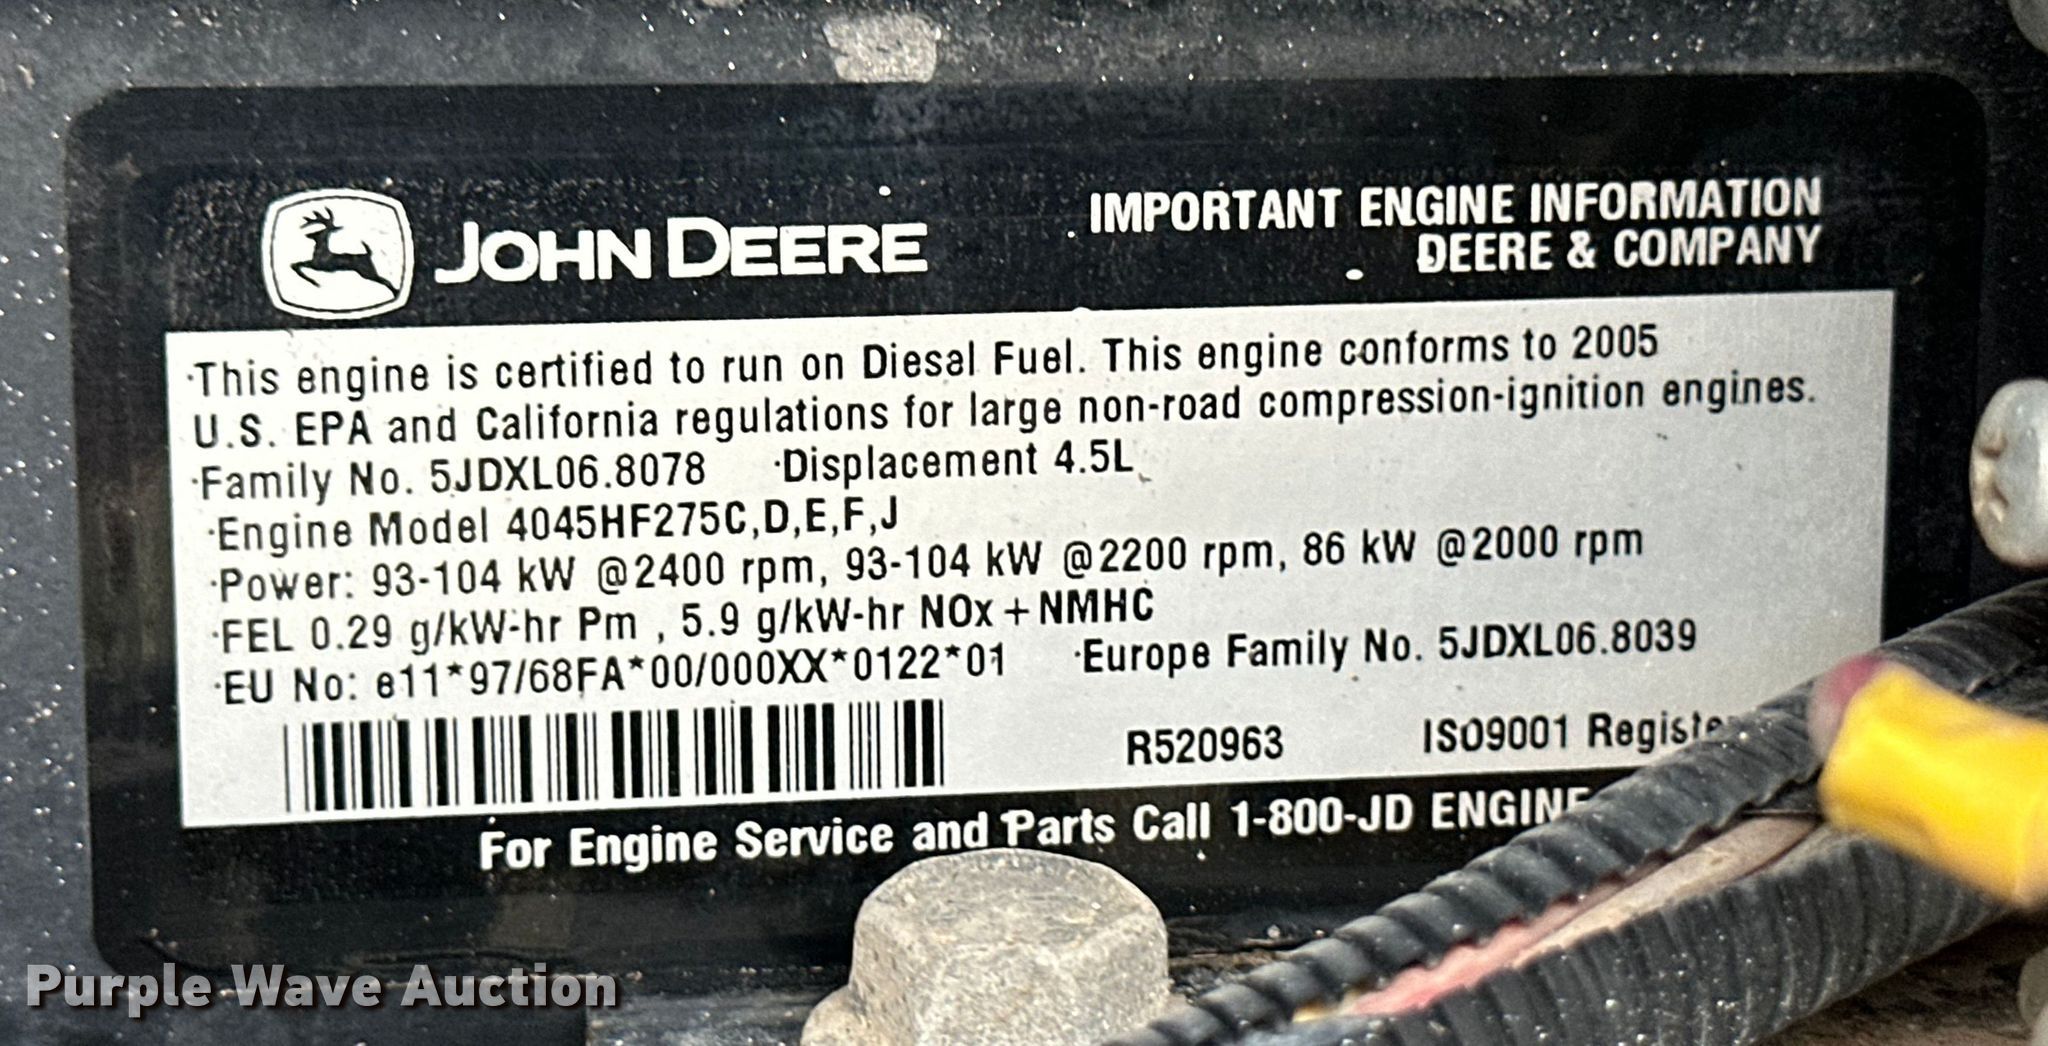 JOHN DEERE
IMPORTANT ENGINE INFORMATION
DEERE & COMPANY
·This engine is certified to run on Diesal Fuel. This engine conforms to 2005
U.S. EPA and California regulations for large non-road compression-ignition engines.
·Family No. 5JDXL06.8078 ·Displacement 4.5L
·Engine Model 4045HF275C,D,E,F,J
·Power: 93-104 kW @2400 rpm, 93-104 kW @2200 rpm, 86 kW @2000 rpm
·FEL 0.29 g/kW-hr Pm , 5.9 g/kW-hr NOx + NMHC
·EU No: e11*97/68FA*00/000XX*0122*01 ·Europe Family No. 5JDXL06.8039
R520963 ISO9001
For Engine Service and Parts Call 1-800-JD ENGINE
Purple Wave Auction